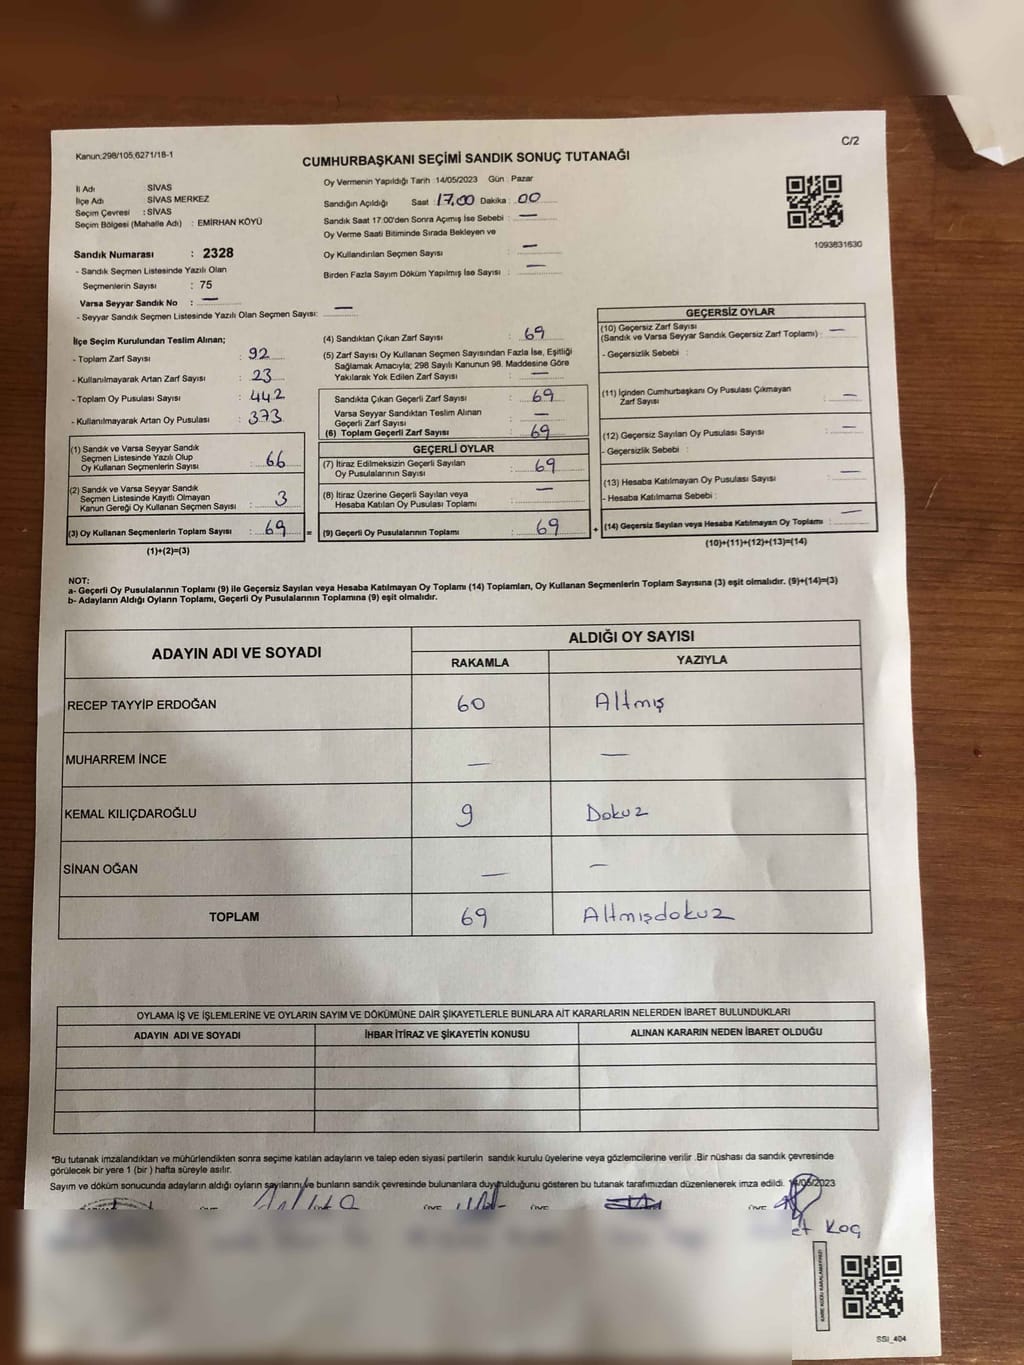 Kanun:298/105,6271/18-1
C/2
CUMHURBAŞKANI SEÇİMİ SANDIK SONUÇ TUTANAĞI
İl Adı SİVAS
İlçe Adı SİVAS MERKEZ
Seçim Çevresi : SİVAS
Seçim Bölgesi (Mahalle Adı) : EMİRHAN KÖYÜ
Oy Vermenin Yapıldığı Tarih : 14/05/2023 Gün : Pazar
Sandığın Açıldığı Saat : 17.00 Dakika : 00
Sandık Saat 17:00'den Sonra Açımış İse Sebebi : —
Oy Verme Saati Bitiminde Sırada Bekleyen ve
Oy Kullandırılan Seçmen Sayısı : —
Birden Fazla Sayım Döküm Yapılmış İse Sayısı : —
1093831630
Sandık Numarası : 2328
- Sandık Seçmen Listesinde Yazılı Olan
Seçmenlerin Sayısı : 75
Varsa Seyyar Sandık No : —
- Seyyar Sandık Seçmen Listesinde Yazılı Olan Seçmen Sayısı: —
İlçe Seçim Kurulundan Teslim Alınan;
- Toplam Zarf Sayısı : 92
- Kullanılmayarak Artan Zarf Sayısı : 23
- Toplam Oy Pusulası Sayısı : 442
- Kullanılmayarak Artan Oy Pusulası : 373
(1) Sandık ve Varsa Seyyar Sandık
Seçmen Listesinde Yazılı Olup
Oy Kullanan Seçmenlerin Sayısı : 66
(2) Sandık ve Varsa Seyyar Sandık
Seçmen Listesinde Kayıtlı Olmayan
Kanun Gereği Oy Kullanan Seçmen Sayısı : 3
(3) Oy Kullanan Seçmenlerin Toplam Sayısı : 69 =
(1)+(2)=(3)
(4) Sandıktan Çıkan Zarf Sayısı : 69
(5) Zarf Sayısı Oy Kullanan Seçmen Sayısından Fazla İse, Eşitliği
Sağlamak Amacıyla; 298 Sayılı Kanunun 98. Maddesine Göre
Yakılarak Yok Edilen Zarf Sayısı : —
Sandıkta Çıkan Geçerli Zarf Sayısı : 69
Varsa Seyyar Sandıktan Teslim Alınan
Geçerli Zarf Sayısı : —
(6) Toplam Geçerli Zarf Sayısı : 69
GEÇERLİ OYLAR
(7) İtiraz Edilmeksizin Geçerli Sayılan
Oy Pusulalarının Sayısı : 69
(8) İtiraz Üzerine Geçerli Sayılan veya
Hesaba Katılan Oy Pusulası Toplamı : —
(9) Geçerli Oy Pusulalarının Toplamı : 69 +
GEÇERSİZ OYLAR
(10) Geçersiz Zarf Sayısı
(Sandık ve Varsa Seyyar Sandık Geçersiz Zarf Toplamı) : —
- Geçersizlik Sebebi :
(11) İçinden Cumhurbaşkanı Oy Pusulası Çıkmayan
Zarf Sayısı : —
(12) Geçersiz Sayılan Oy Pusulası Sayısı : —
- Geçersizlik Sebebi :
(13) Hesaba Katılmayan Oy Pusulası Sayısı : —
- Hesaba Katılmama Sebebi :
(14) Geçersiz Sayılan veya Hesaba Katılmayan Oy Toplamı : —
(10)+(11)+(12)+(13)=(14)
NOT:
a- Geçerli Oy Pusulalarının Toplamı (9) ile Geçersiz Sayılan veya Hesaba Katılmayan Oy Toplamı (14) Toplamları, Oy Kullanan Seçmenlerin Toplam Sayısına (3) eşit olmalıdır. (9)+(14)=(3)
b- Adayların Aldığı Oyların Toplamı, Geçerli Oy Pusulalarının Toplamına (9) eşit olmalıdır.
ADAYIN ADI VE SOYADI
ALDIĞI OY SAYISI
RAKAMLA YAZIYLA
RECEP TAYYİP ERDOĞAN 60 Altmış
MUHARREM İNCE — —
KEMAL KILIÇDAROĞLU 9 Dokuz
SİNAN OĞAN — —
TOPLAM 69 Altmışdokuz
OYLAMA İŞ VE İŞLEMLERİNE VE OYLARIN SAYIM VE DÖKÜMÜNE DAİR ŞİKAYETLERLE BUNLARA AİT KARARLARIN NELERDEN İBARET BULUNDUKLARI
ADAYIN ADI VE SOYADI İHBAR İTİRAZ VE ŞİKAYETİN KONUSU ALINAN KARARIN NEDEN İBARET OLDUĞU
*Bu tutanak imzalandıktan ve mühürlendikten sonra seçime katılan adayların ve talep eden siyasi partilerin sandık kurulu üyelerine veya gözlemcilerine verilir .Bir nüshası da sandık çevresinde
görülecek bir yere 1 (bir ) hafta süreyle asılır.
Sayım ve döküm sonucunda adayların aldığı oyların sayılarını ve bunların sandık çevresinde bulunanlara duyurulduğunu gösteren bu tutanak tarafımızdan düzenlenerek imza edildi. 14/05/2023
et Koç
SSİ_404